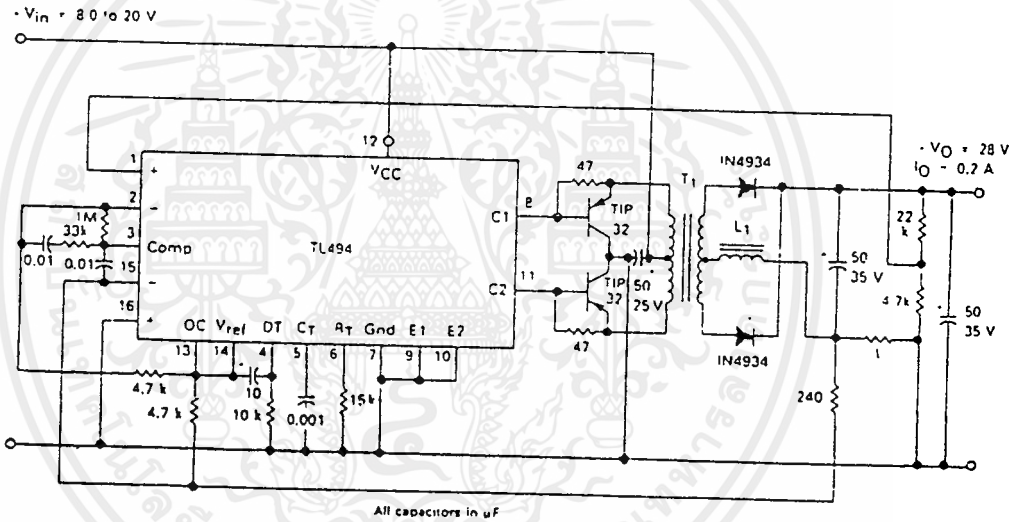 · Vin = 8.0 to 20 V
12
VCC
1
+
2
−
1M
33k
3
Comp
0.01
0.01
15
−
16
+
TL494
C1
8
C2
11
OC
Vref
DT
CT
RT
Gnd
E1
E2
13
14
4
5
6
7
9
10
4.7 k
4.7 k
10
10 k
0.001
15k
47
TIP
32
TIP
32
47
50
25 V
T1
IN4934
L1
IN4934
· VO = 28 V
IO - 0.2 A
22
k
50
35 V
4.7k
50
35 V
1
240
All capacitors in µF